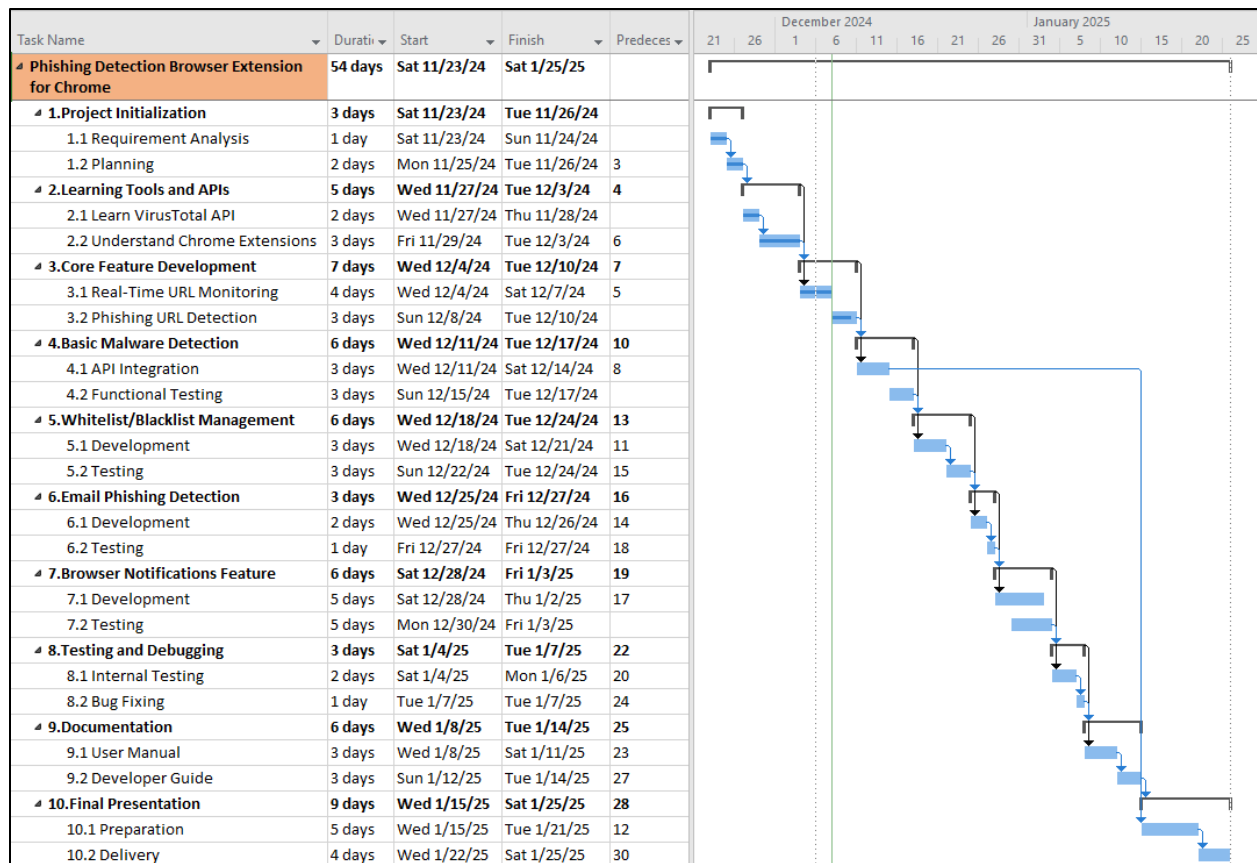 December 2024 January 2025
Task Name Duratic Start Finish Predeces 21 26 1 6 11 16 21 26 31 5 10 15 20 25
Phishing Detection Browser Extension 54 days Sat 11/23/24 Sat 1/25/25
for Chrome
1.Project Initialization 3 days Sat 11/23/24 Tue 11/26/24
1.1 Requirement Analysis 1 day Sat 11/23/24 Sun 11/24/24
1.2 Planning 2 days Mon 11/25/24 Tue 11/26/24 3
2.Learning Tools and APIs 5 days Wed 11/27/24 Tue 12/3/24 4
2.1 Learn VirusTotal API 2 days Wed 11/27/24 Thu 11/28/24
2.2 Understand Chrome Extensions 3 days Fri 11/29/24 Tue 12/3/24 6
3.Core Feature Development 7 days Wed 12/4/24 Tue 12/10/24 7
3.1 Real-Time URL Monitoring 4 days Wed 12/4/24 Sat 12/7/24 5
3.2 Phishing URL Detection 3 days Sun 12/8/24 Tue 12/10/24
4.Basic Malware Detection 6 days Wed 12/11/24 Tue 12/17/24 10
4.1 API Integration 3 days Wed 12/11/24 Sat 12/14/24 8
4.2 Functional Testing 3 days Sun 12/15/24 Tue 12/17/24
5.Whitelist/Blacklist Management 6 days Wed 12/18/24 Tue 12/24/24 13
5.1 Development 3 days Wed 12/18/24 Sat 12/21/24 11
5.2 Testing 3 days Sun 12/22/24 Tue 12/24/24 15
6.Email Phishing Detection 3 days Wed 12/25/24 Fri 12/27/24 16
6.1 Development 2 days Wed 12/25/24 Thu 12/26/24 14
6.2 Testing 1 day Fri 12/27/24 Fri 12/27/24 18
7.Browser Notifications Feature 6 days Sat 12/28/24 Fri 1/3/25 19
7.1 Development 5 days Sat 12/28/24 Thu 1/2/25 17
7.2 Testing 5 days Mon 12/30/24 Fri 1/3/25
8.Testing and Debugging 3 days Sat 1/4/25 Tue 1/7/25 22
8.1 Internal Testing 2 days Sat 1/4/25 Mon 1/6/25 20
8.2 Bug Fixing 1 day Tue 1/7/25 Tue 1/7/25 24
9.Documentation 6 days Wed 1/8/25 Tue 1/14/25 25
9.1 User Manual 3 days Wed 1/8/25 Sat 1/11/25 23
9.2 Developer Guide 3 days Sun 1/12/25 Tue 1/14/25 27
10.Final Presentation 9 days Wed 1/15/25 Sat 1/25/25 28
10.1 Preparation 5 days Wed 1/15/25 Tue 1/21/25 12
10.2 Delivery 4 days Wed 1/22/25 Sat 1/25/25 30